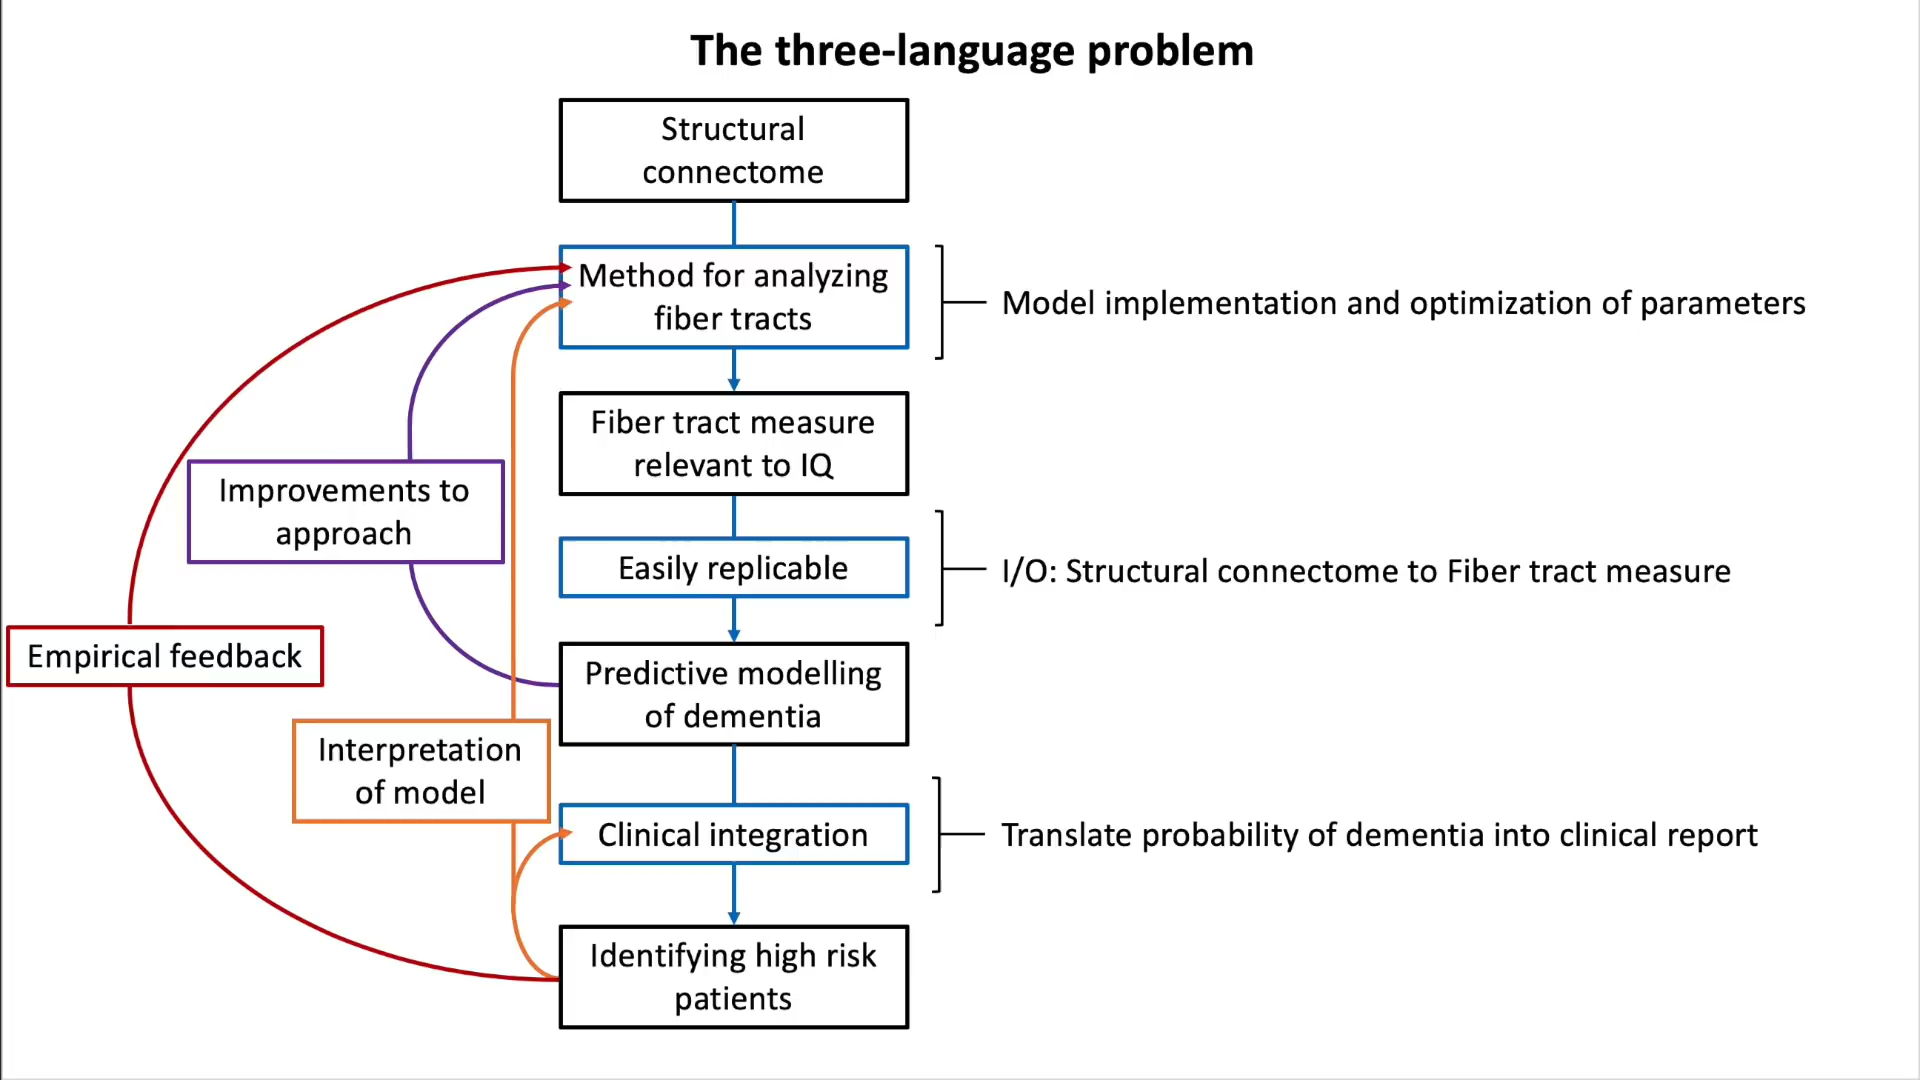 The three-language problem
Structural
connectome
Method for analyzing
fiber tracts
Model implementation and optimization of parameters
Fiber tract measure
relevant to IQ
Improvements to
approach
Easily replicable
I/O: Structural connectome to Fiber tract measure
Empirical feedback
Predictive modelling
of dementia
Interpretation
of model
Clinical integration
Translate probability of dementia into clinical report
Identifying high risk
patients